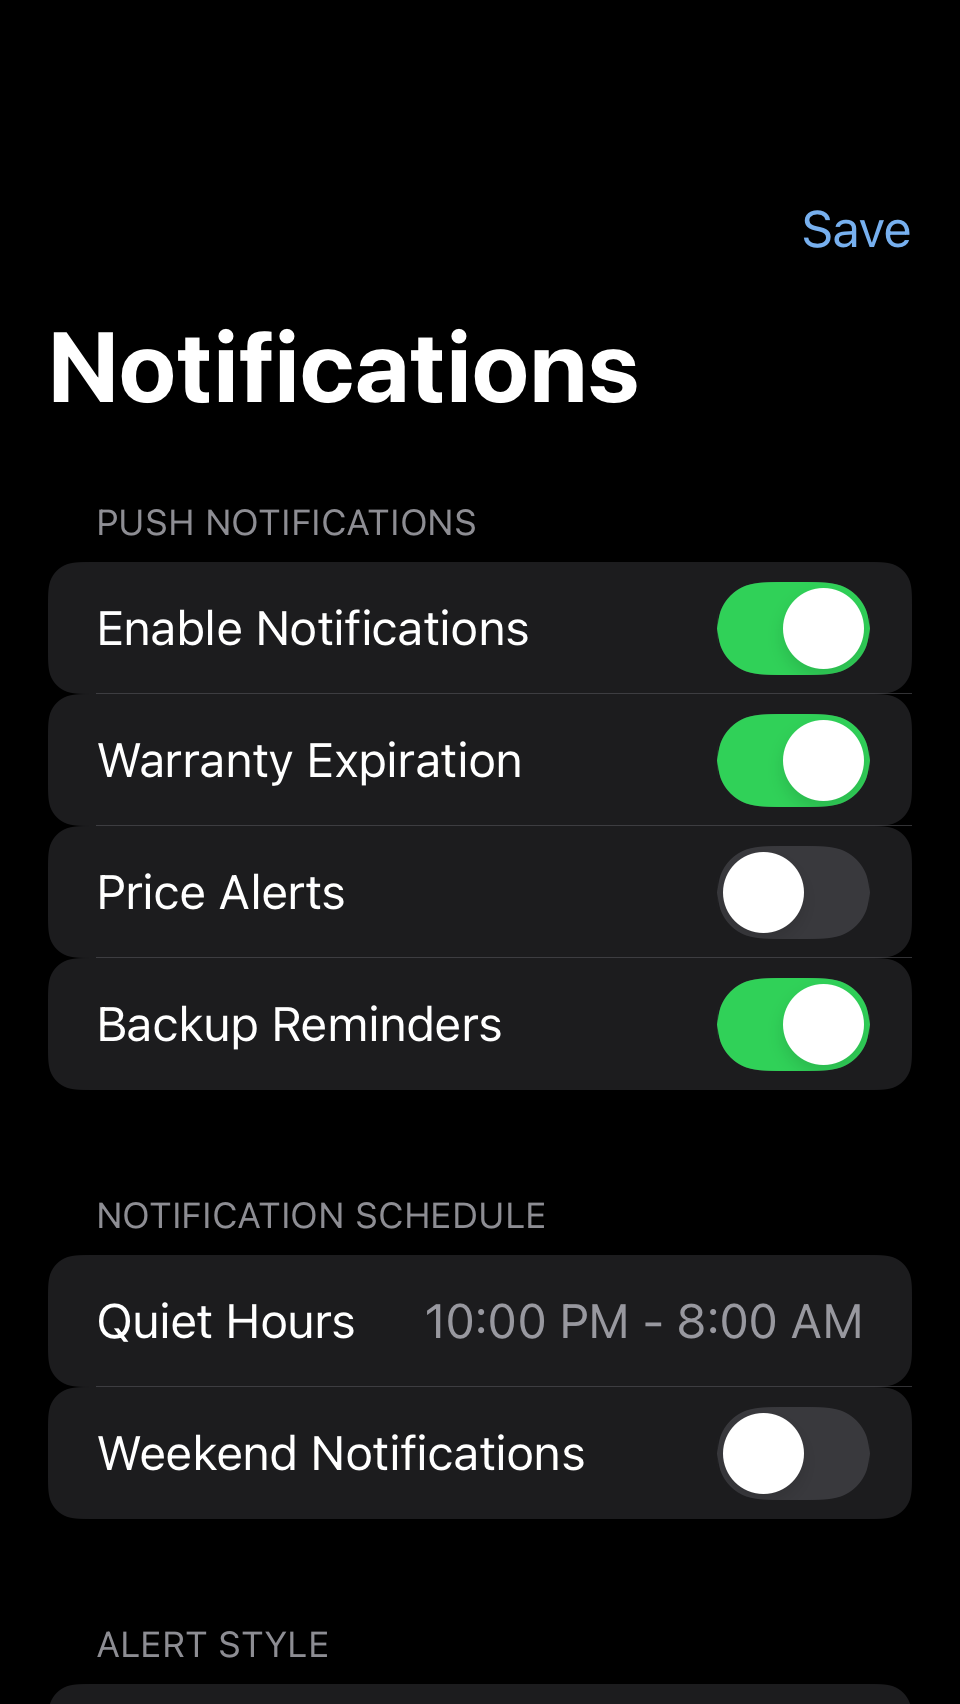 Save
Notifications
PUSH NOTIFICATIONS
Enable Notifications
Warranty Expiration
Price Alerts
Backup Reminders
NOTIFICATION SCHEDULE
Quiet Hours 10:00 PM - 8:00 AM
Weekend Notifications
ALERT STYLE